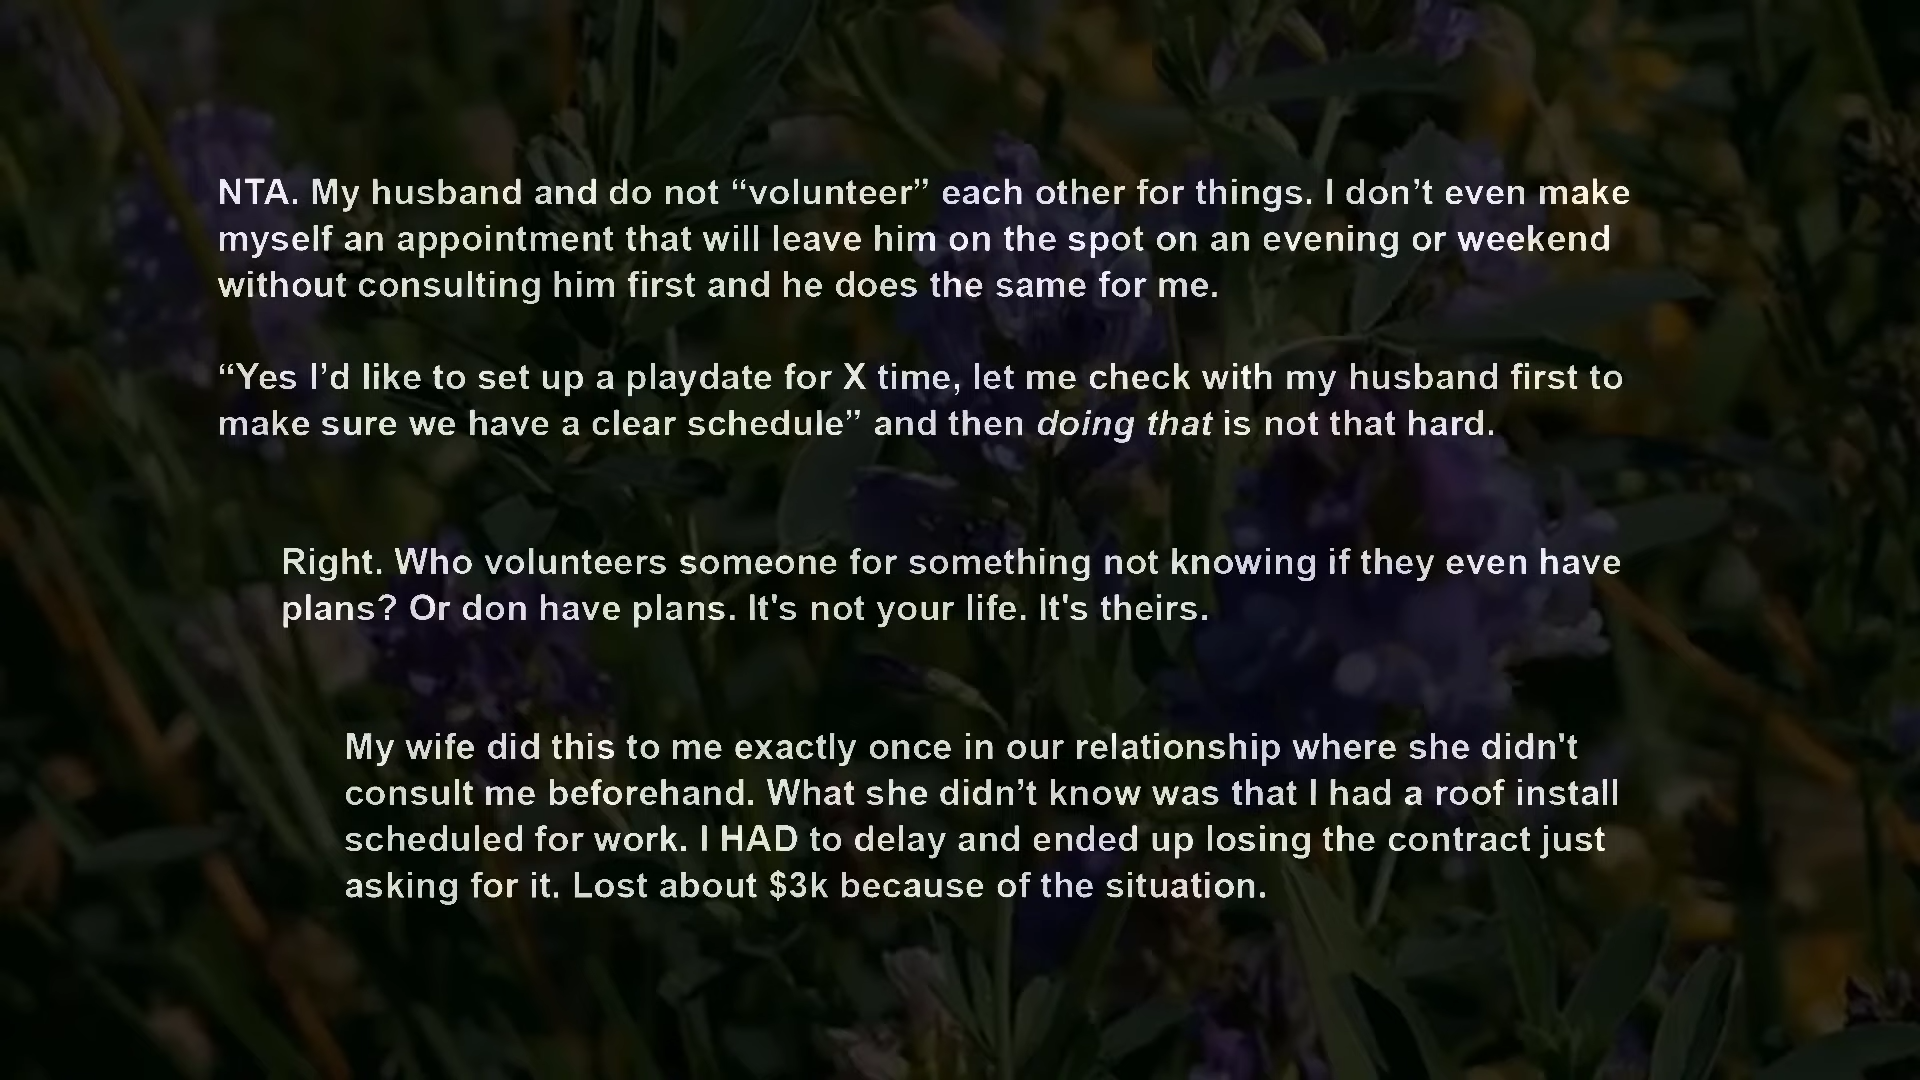 NTA. My husband and do not “volunteer” each other for things. I don’t even make
myself an appointment that will leave him on the spot on an evening or weekend
without consulting him first and he does the same for me.
“Yes I’d like to set up a playdate for X time, let me check with my husband first to
make sure we have a clear schedule” and then doing that is not that hard.
Right. Who volunteers someone for something not knowing if they even have
plans? Or don have plans. It's not your life. It's theirs.
My wife did this to me exactly once in our relationship where she didn't
consult me beforehand. What she didn’t know was that I had a roof install
scheduled for work. I HAD to delay and ended up losing the contract just
asking for it. Lost about $3k because of the situation.